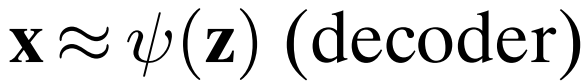 x ≈ ψ(z) (decoder)